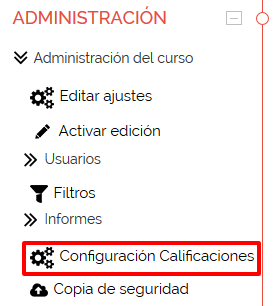 ADMINISTRACIÓN
Administración del curso
Editar ajustes
Activar edición
Usuarios
Filtros
Informes
Configuración Calificaciones
Copia de seguridad